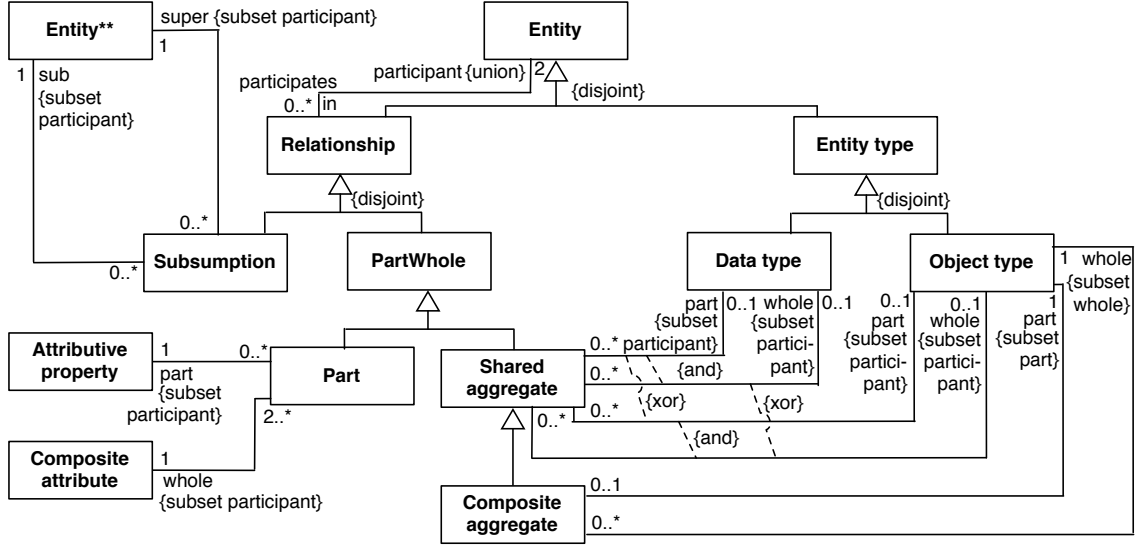 Entity**
super {subset participant}
1
1
sub
{subset
participant}
Entity
participant {union}
2
participates
in
0..*
{disjoint}
Relationship
Entity type
{disjoint}
{disjoint}
0..*
0..*
Subsumption
PartWhole
Data type
Object type
1
whole
{subset
whole}
part
{subset
participant}
0..1
whole
{subset
partici-
pant}
0..1
0..1
part
{subset
partici-
pant}
0..1
whole
{subset
partici-
pant}
1
part
{subset
part}
Attributive
property
1
part
{subset
participant}
0..*
Part
2..*
Shared
aggregate
0..*
0..*
0..*
0..*
{and}
{xor}
{xor}
{and}
Composite
attribute
1
whole
{subset participant}
Composite
aggregate
0..1
0..*